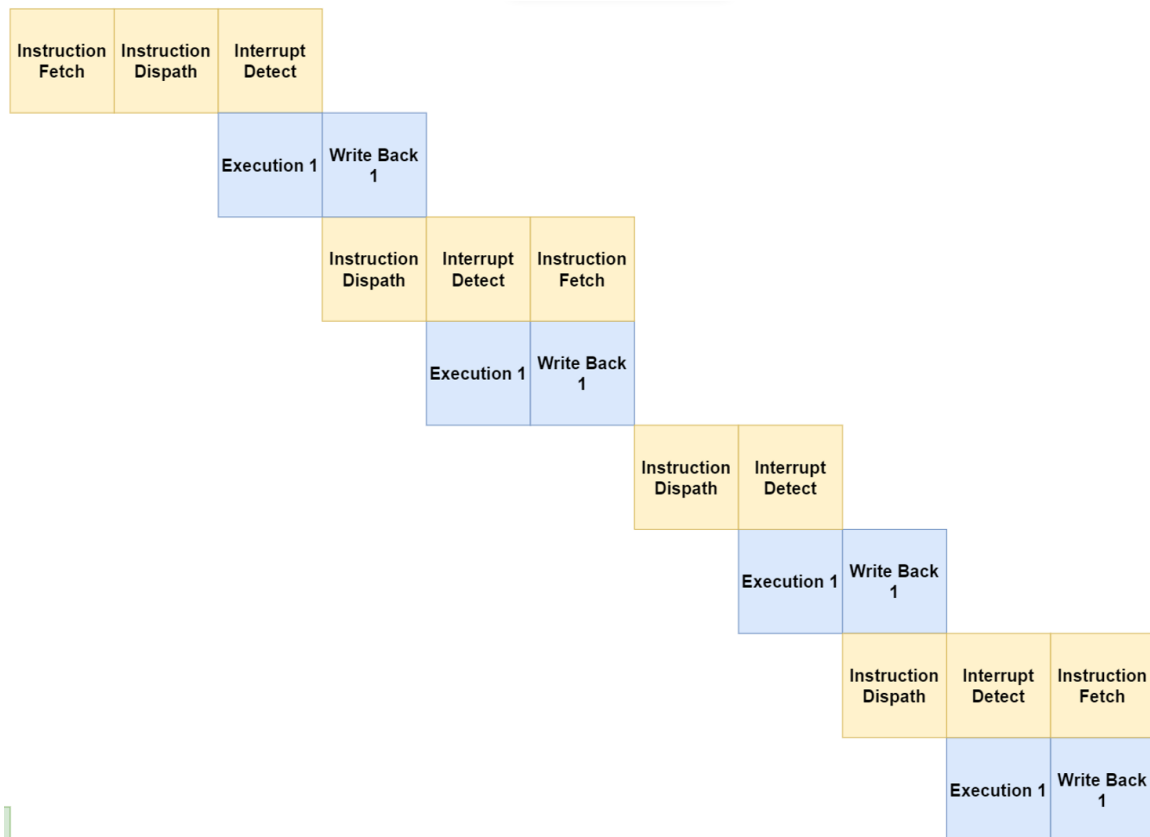 Instruction
Fetch
Instruction
Dispath
Interrupt
Detect
Execution 1
Write Back
1
Instruction
Dispath
Interrupt
Detect
Instruction
Fetch
Execution 1
Write Back
1
Instruction
Dispath
Interrupt
Detect
Execution 1
Write Back
1
Instruction
Dispath
Interrupt
Detect
Instruction
Fetch
Execution 1
Write Back
1